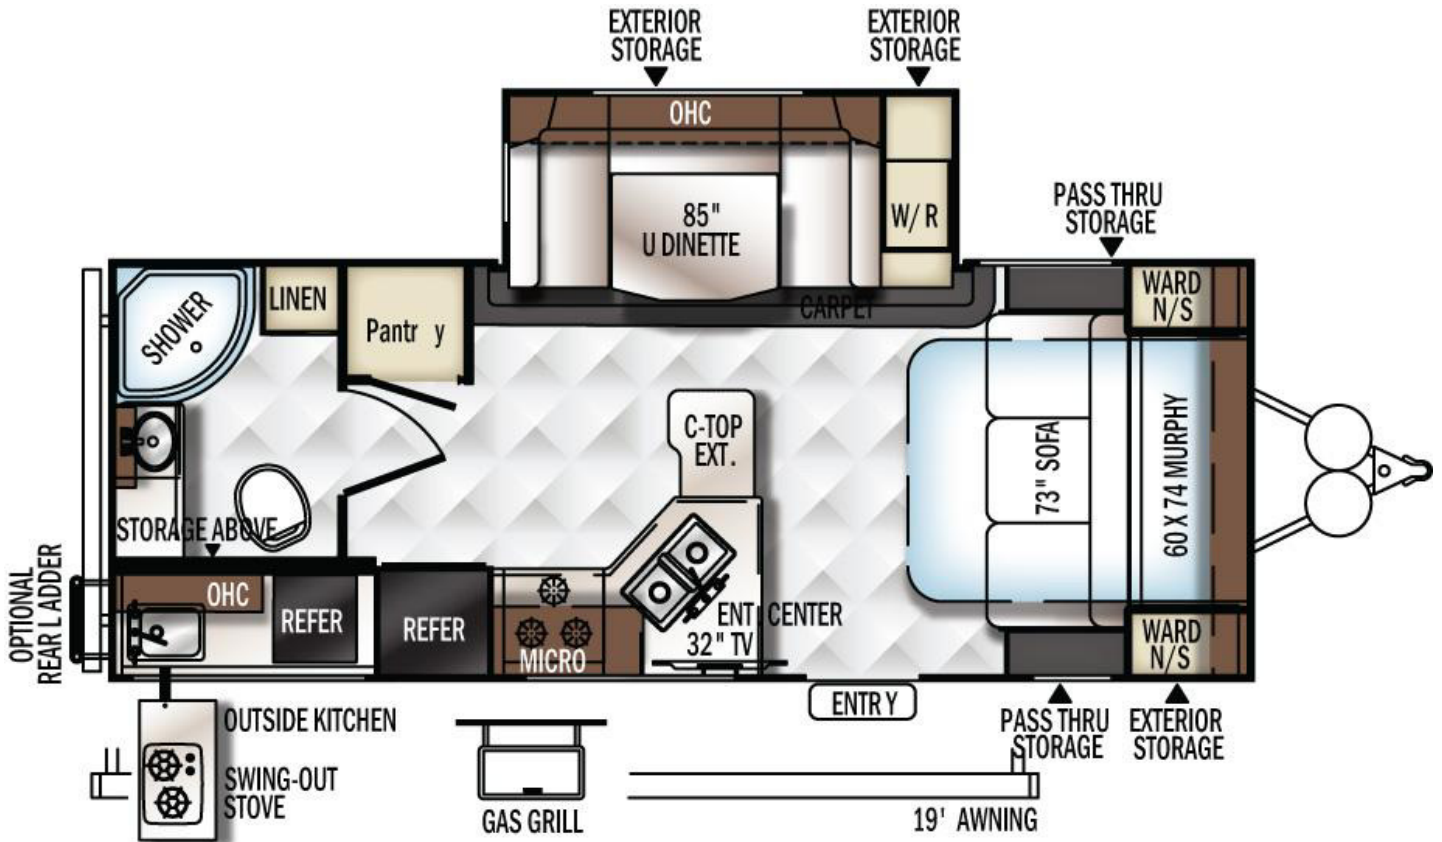 EXTERIOR
STORAGE
EXTERIOR
STORAGE
OHC
85"
U DINETTE
W/ R
PASS THRU
STORAGE
CARPET
WARD
N/S
SHOWER
LINEN
Pantr y
C-TOP
EXT.
73" SOFA
60 X 74 MURPHY
STORAGE ABOVE
OHC
REFER
REFER
MICRO
ENT. CENTER
32" TV
WARD
N/S
OPTIONAL
REAR LADDER
ENTRY
OUTSIDE KITCHEN
PASS THRU
STORAGE
EXTERIOR
STORAGE
SWING-OUT
STOVE
GAS GRILL
19' AWNING